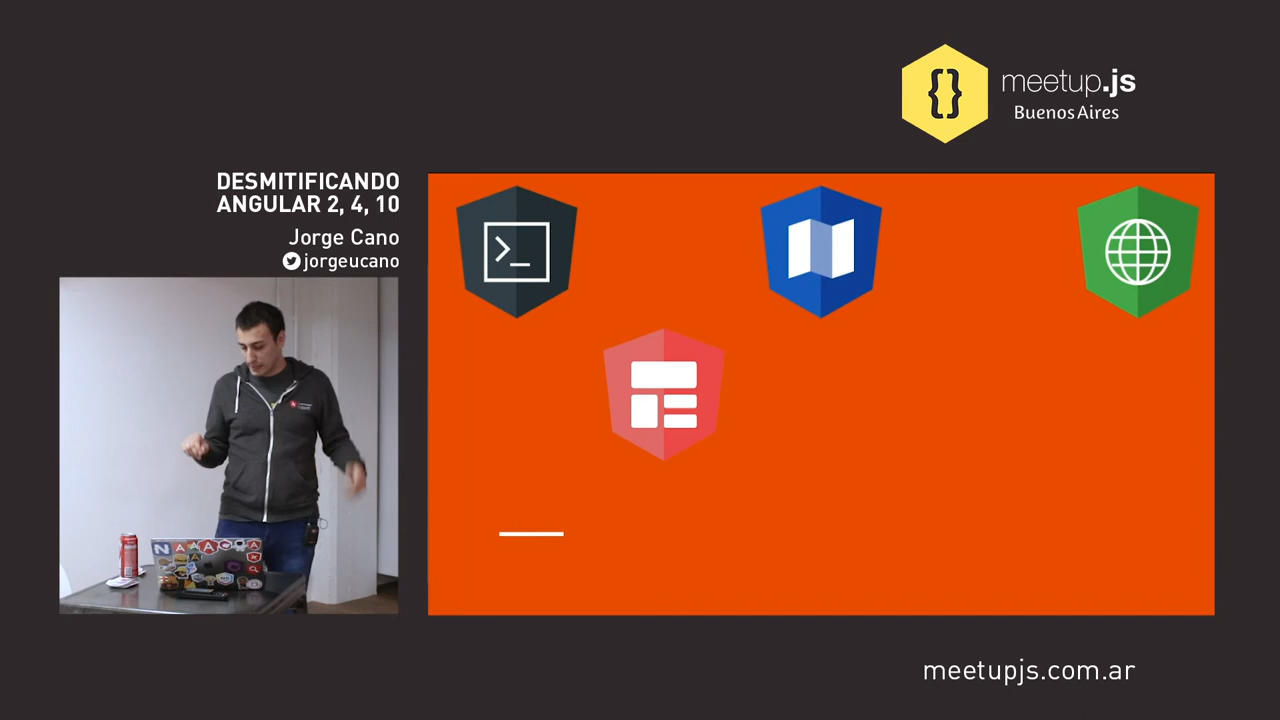 {} meetup.js
Buenos Aires
DESMITIFICANDO
ANGULAR 2, 4, 10
Jorge Cano
jorgeucano
meetupjs.com.ar